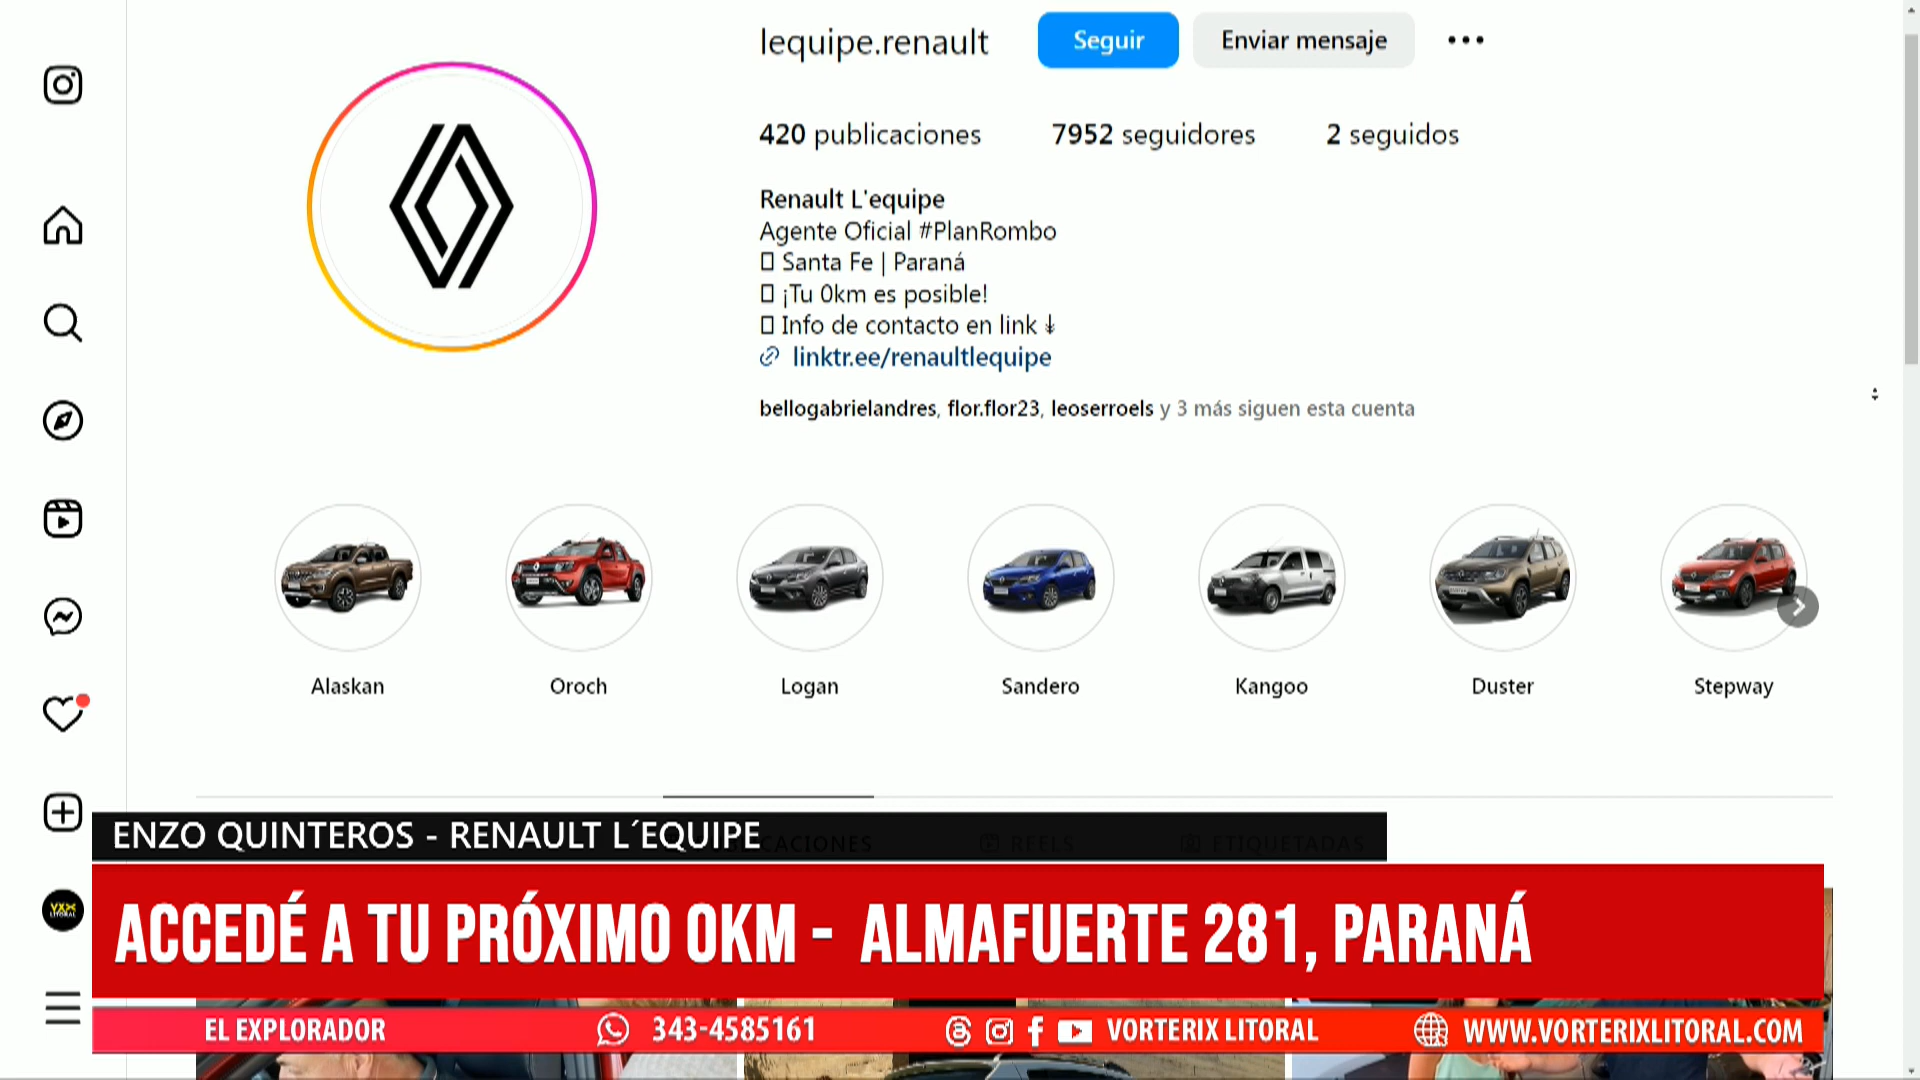 lequipe.renault
Seguir
Enviar mensaje
420 publicaciones
7952 seguidores
2 seguidos
Renault L'equipe
Agente Oficial #PlanRombo
Santa Fe | Paraná
¡Tu 0km es posible!
Info de contacto en link ↡
linktr.ee/renaultlequipe
bellogabrielandres, flor.flor23, leoserroels y 3 más siguen esta cuenta
Alaskan
Oroch
Logan
Sandero
Kangoo
Duster
Stepway
REELS
ETIQUETADAS
ENZO QUINTEROS - RENAULT L´EQUIPE
ACCEDÉ A TU PRÓXIMO 0KM - ALMAFUERTE 281, PARANÁ
EL EXPLORADOR
343-4585161
VORTERIX LITORAL
WWW.VORTERIXLITORAL.COM